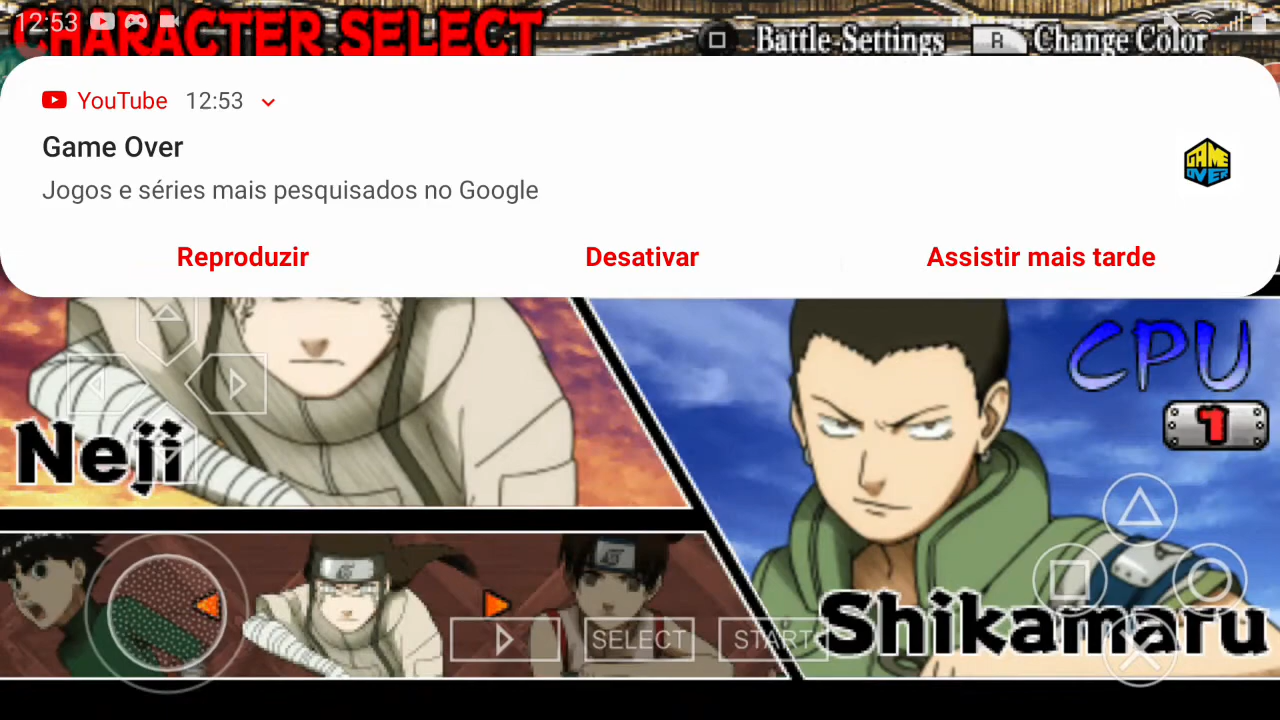 12:53
CHARACTER SELECT
Battle Settings
R Change Color
YouTube 12:53
Game Over
Jogos e séries mais pesquisados no Google
GAME
OVER
Reproduzir Desativar Assistir mais tarde
CPU
1
Neji
Shikamaru
SELECT
START